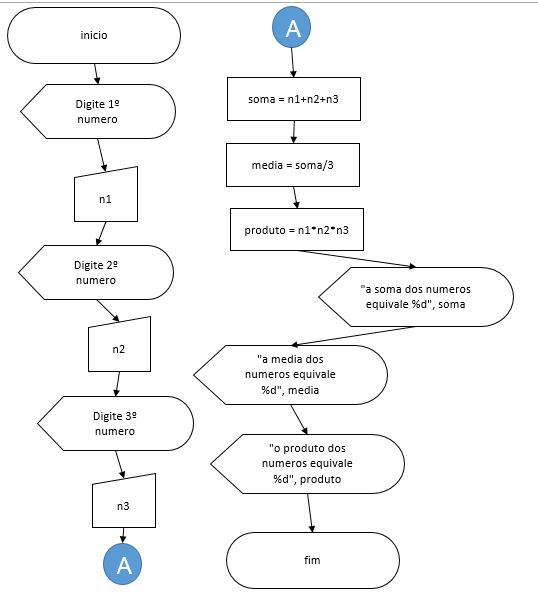 inicio
Digite 1º
numero
n1
Digite 2º
numero
n2
Digite 3º
numero
n3
A
A
soma = n1+n2+n3
media = soma/3
produto = n1*n2*n3
"a soma dos numeros
equivale %d", soma
"a media dos
numeros equivale
%d", media
"o produto dos
numeros equivale
%d", produto
fim